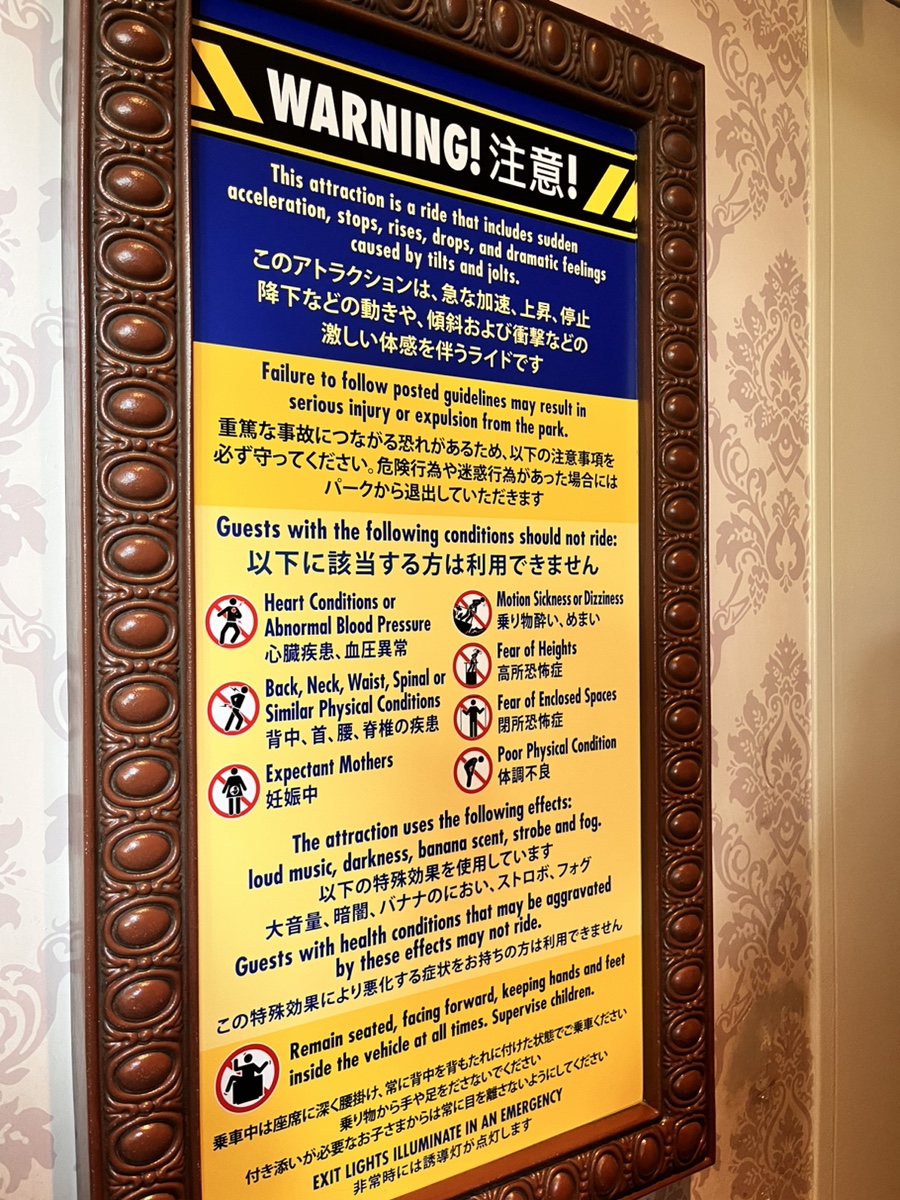 WARNING! 注意!
This attraction is a ride that includes sudden
acceleration, stops, rises, drops, and dramatic feelings
caused by tilts and jolts.
このアトラクションは、急な加速、上昇、停止
降下などの動きや、傾斜および衝撃などの
激しい体感を伴うライドです
Failure to follow posted guidelines may result in
serious injury or expulsion from the park.
重篤な事故につながる恐れがあるため、以下の注意事項を
必ず守ってください。危険行為や迷惑行為があった場合には
パークから退出していただきます
Guests with the following conditions should not ride:
以下に該当する方は利用できません
Heart Conditions or
Abnormal Blood Pressure
心臓疾患、血圧異常
Back, Neck, Waist, Spinal or
Similar Physical Conditions
背中、首、腰、脊椎の疾患
Expectant Mothers
妊娠中
Motion Sickness or Dizziness
乗り物酔い、めまい
Fear of Heights
高所恐怖症
Fear of Enclosed Spaces
閉所恐怖症
Poor Physical Condition
体調不良
The attraction uses the following effects:
loud music, darkness, banana scent, strobe and fog.
以下の特殊効果を使用しています
大音量、暗闇、バナナのにおい、ストロボ、フォグ
Guests with health conditions that may be aggravated
by these effects may not ride.
この特殊効果により悪化する症状をお持ちの方は利用できません
Remain seated, facing forward, keeping hands and feet
inside the vehicle at all times. Supervise children.
乗車中は座席に深く腰掛け、常に背中を背もたれに付けた状態でご乗車ください
乗り物から手や足をださないでください
付き添いが必要なお子さまからは常に目を離さないようにしてください
EXIT LIGHTS ILLUMINATE IN AN EMERGENCY
非常時には誘導灯が点灯します